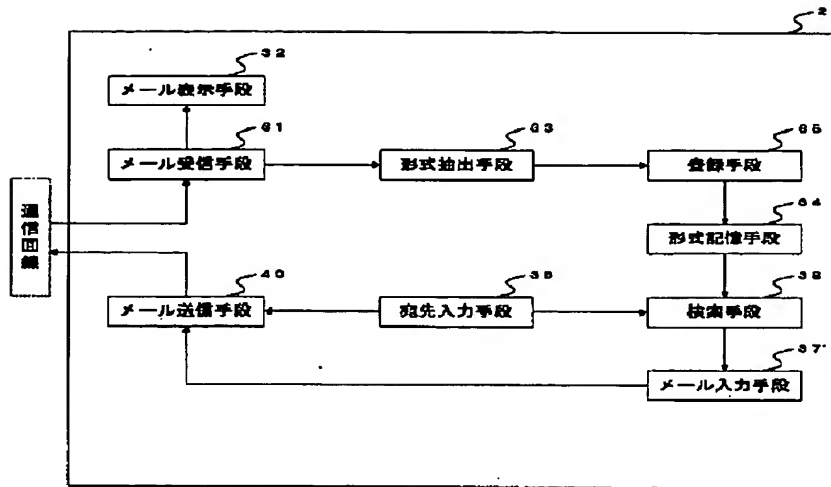 2
32
メール表示手段
61
メール受信手段
63
形式抽出手段
65
登録手段
64
形式記憶手段
通信回線
40
メール送信手段
宛先入力手段
検索手段
37
メール入力手段